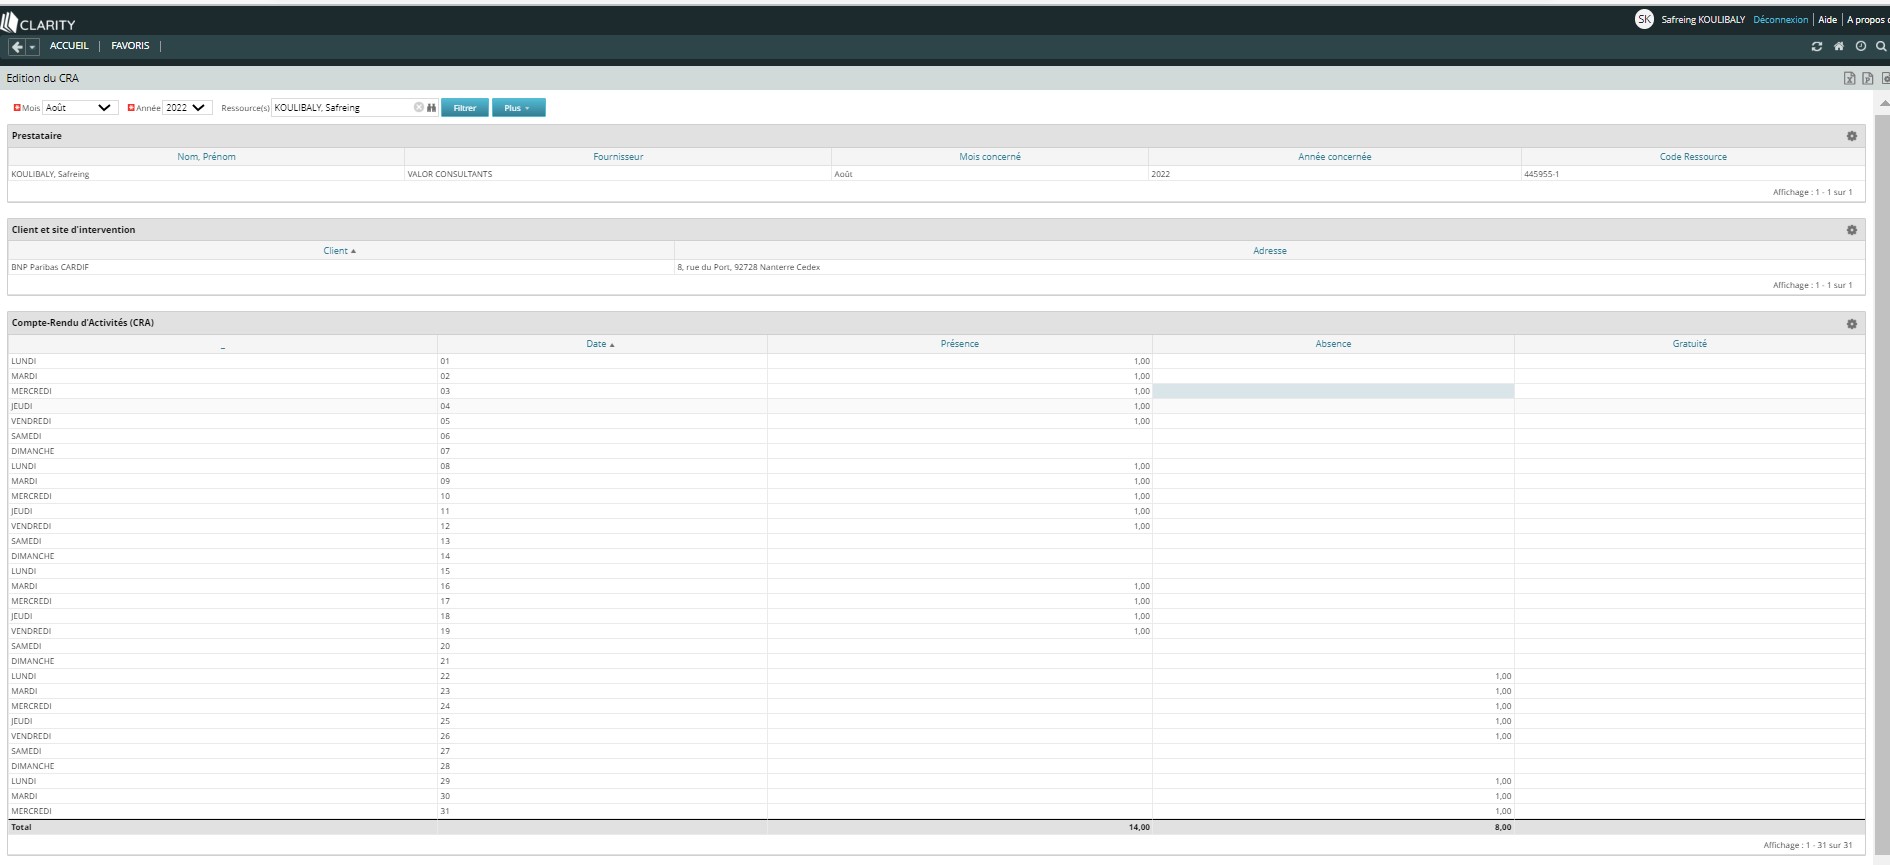 CLARITY
SK Safreing KOULIBALY Déconnexion | Aide | A propos
ACCUEIL | FAVORIS |
Edition du CRA
Mois Août Année 2022 Ressource(s) KOULIBALY, Safreing Filtrer Plus
Prestataire
Nom, Prénom Fournisseur Mois concerné Année concernée Code Ressource
KOULIBALY, Safreing VALOR CONSULTANTS Août 2022 445955-1
Affichage : 1 - 1 sur 1
Client et site d'intervention
Client Adresse
BNP Paribas CARDIF 8, rue du Port, 92728 Nanterre Cedex
Affichage : 1 - 1 sur 1
Compte-Rendu d'Activités (CRA)
_ Date Présence Absence Gratuité
LUNDI 01 1,00
MARDI 02 1,00
MERCREDI 03 1,00
JEUDI 04 1,00
VENDREDI 05 1,00
SAMEDI 06
DIMANCHE 07
LUNDI 08 1,00
MARDI 09 1,00
MERCREDI 10 1,00
JEUDI 11 1,00
VENDREDI 12 1,00
SAMEDI 13
DIMANCHE 14
LUNDI 15
MARDI 16 1,00
MERCREDI 17 1,00
JEUDI 18 1,00
VENDREDI 19 1,00
SAMEDI 20
DIMANCHE 21
LUNDI 22 1,00
MARDI 23 1,00
MERCREDI 24 1,00
JEUDI 25 1,00
VENDREDI 26 1,00
SAMEDI 27
DIMANCHE 28
LUNDI 29 1,00
MARDI 30 1,00
MERCREDI 31 1,00
Total 14,00 8,00
Affichage : 1 - 31 sur 31